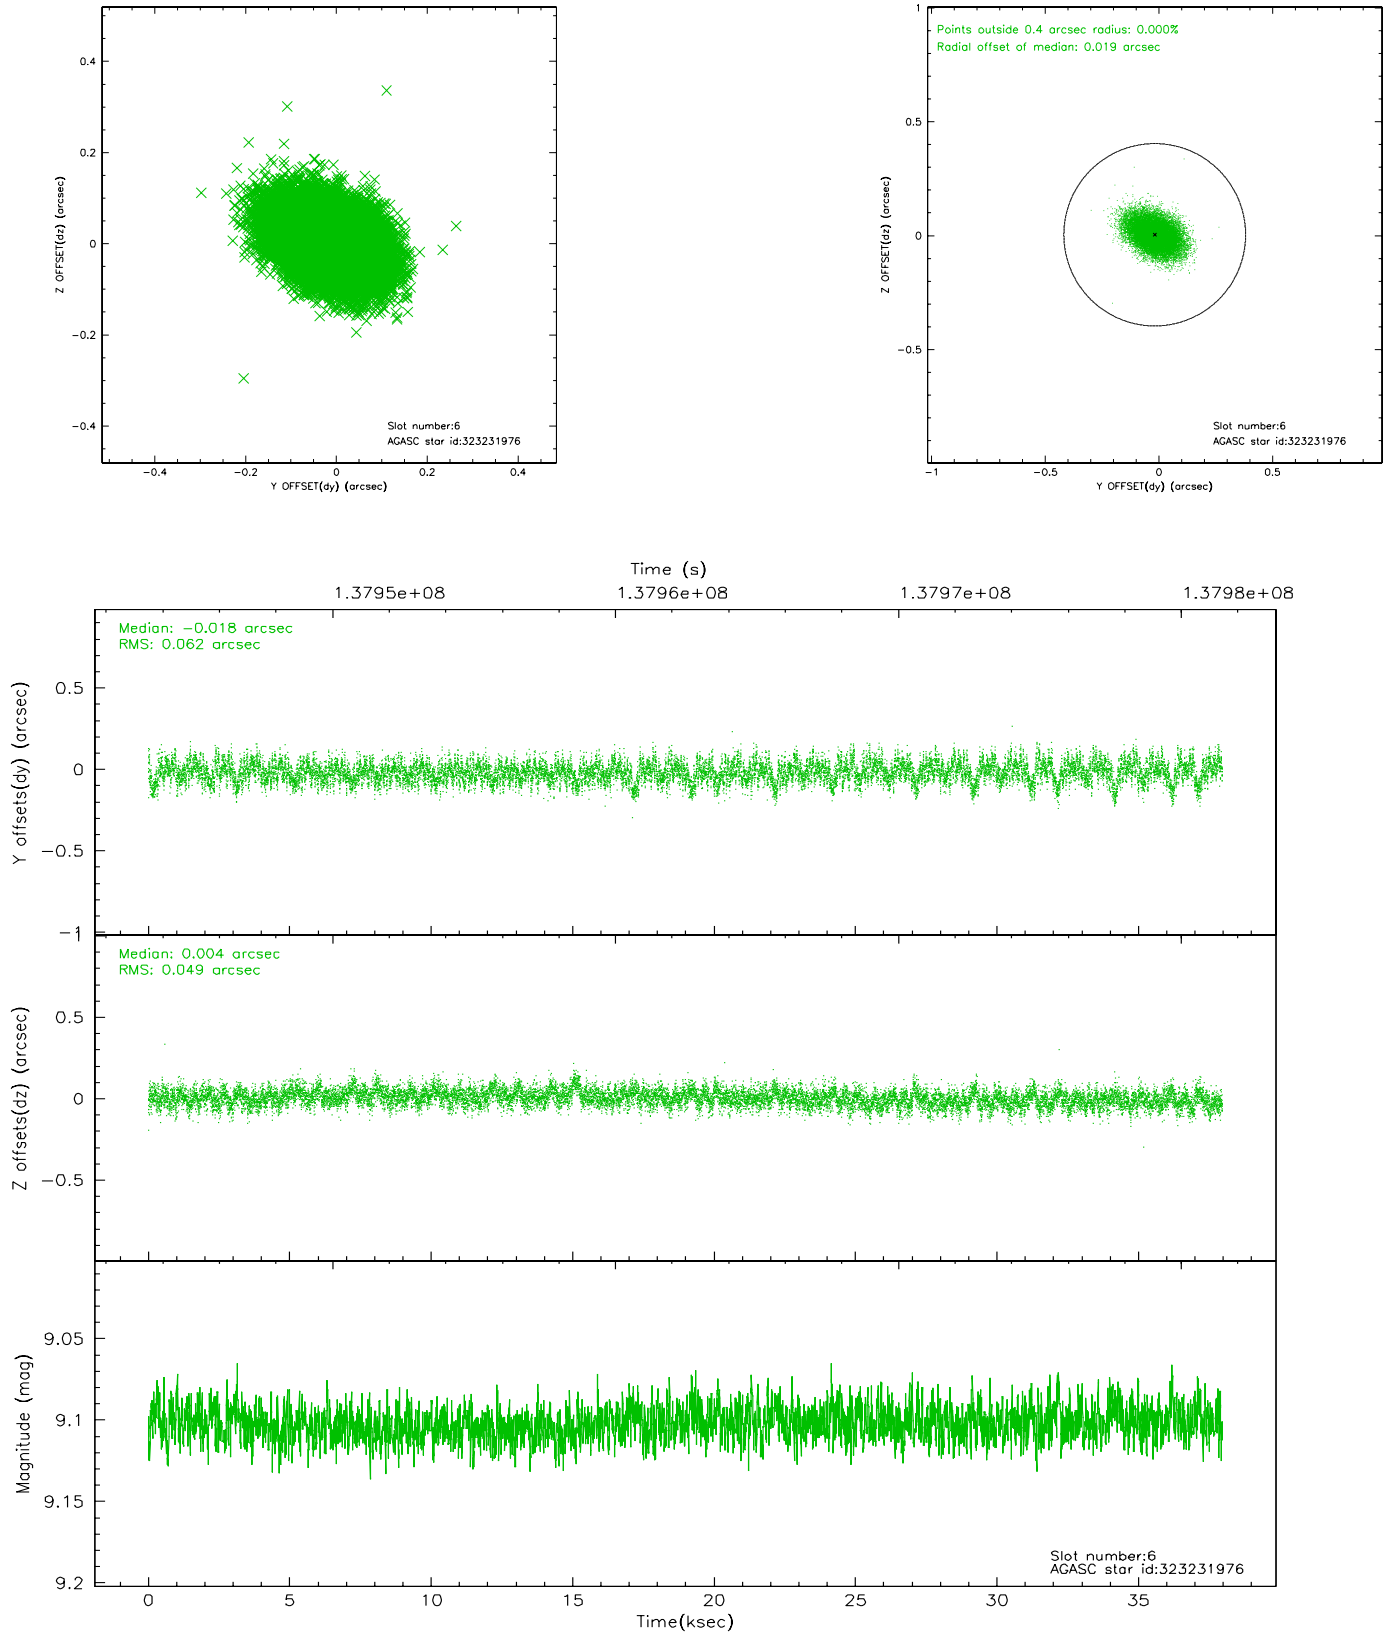 0.4
0.2
0
−0.2
−0.4
Z OFFSET(dz) (arcsec)
−0.4
−0.2
0
0.2
0.4
Y OFFSET(dy) (arcsec)
Slot number:6
AGASC star id:323231976
Points outside 0.4 arcsec radius: 0.000%
Radial offset of median: 0.019 arcsec
1
0.5
0
−0.5
Z OFFSET(dz) (arcsec)
−1
−0.5
0
0.5
Y OFFSET(dy) (arcsec)
Slot number:6
AGASC star id:323231976
Time (s)
1.3795e+08
1.3796e+08
1.3797e+08
1.3798e+08
Median: −0.018 arcsec
RMS: 0.062 arcsec
0.5
0
−0.5
−1
Y offsets(dy) (arcsec)
Median: 0.004 arcsec
RMS: 0.049 arcsec
0.5
0
−0.5
Z offsets(dz) (arcsec)
9.05
9.1
9.15
9.2
Magnitude (mag)
Slot number:6
AGASC star id:323231976
0
5
10
15
20
25
30
35
Time(ksec)